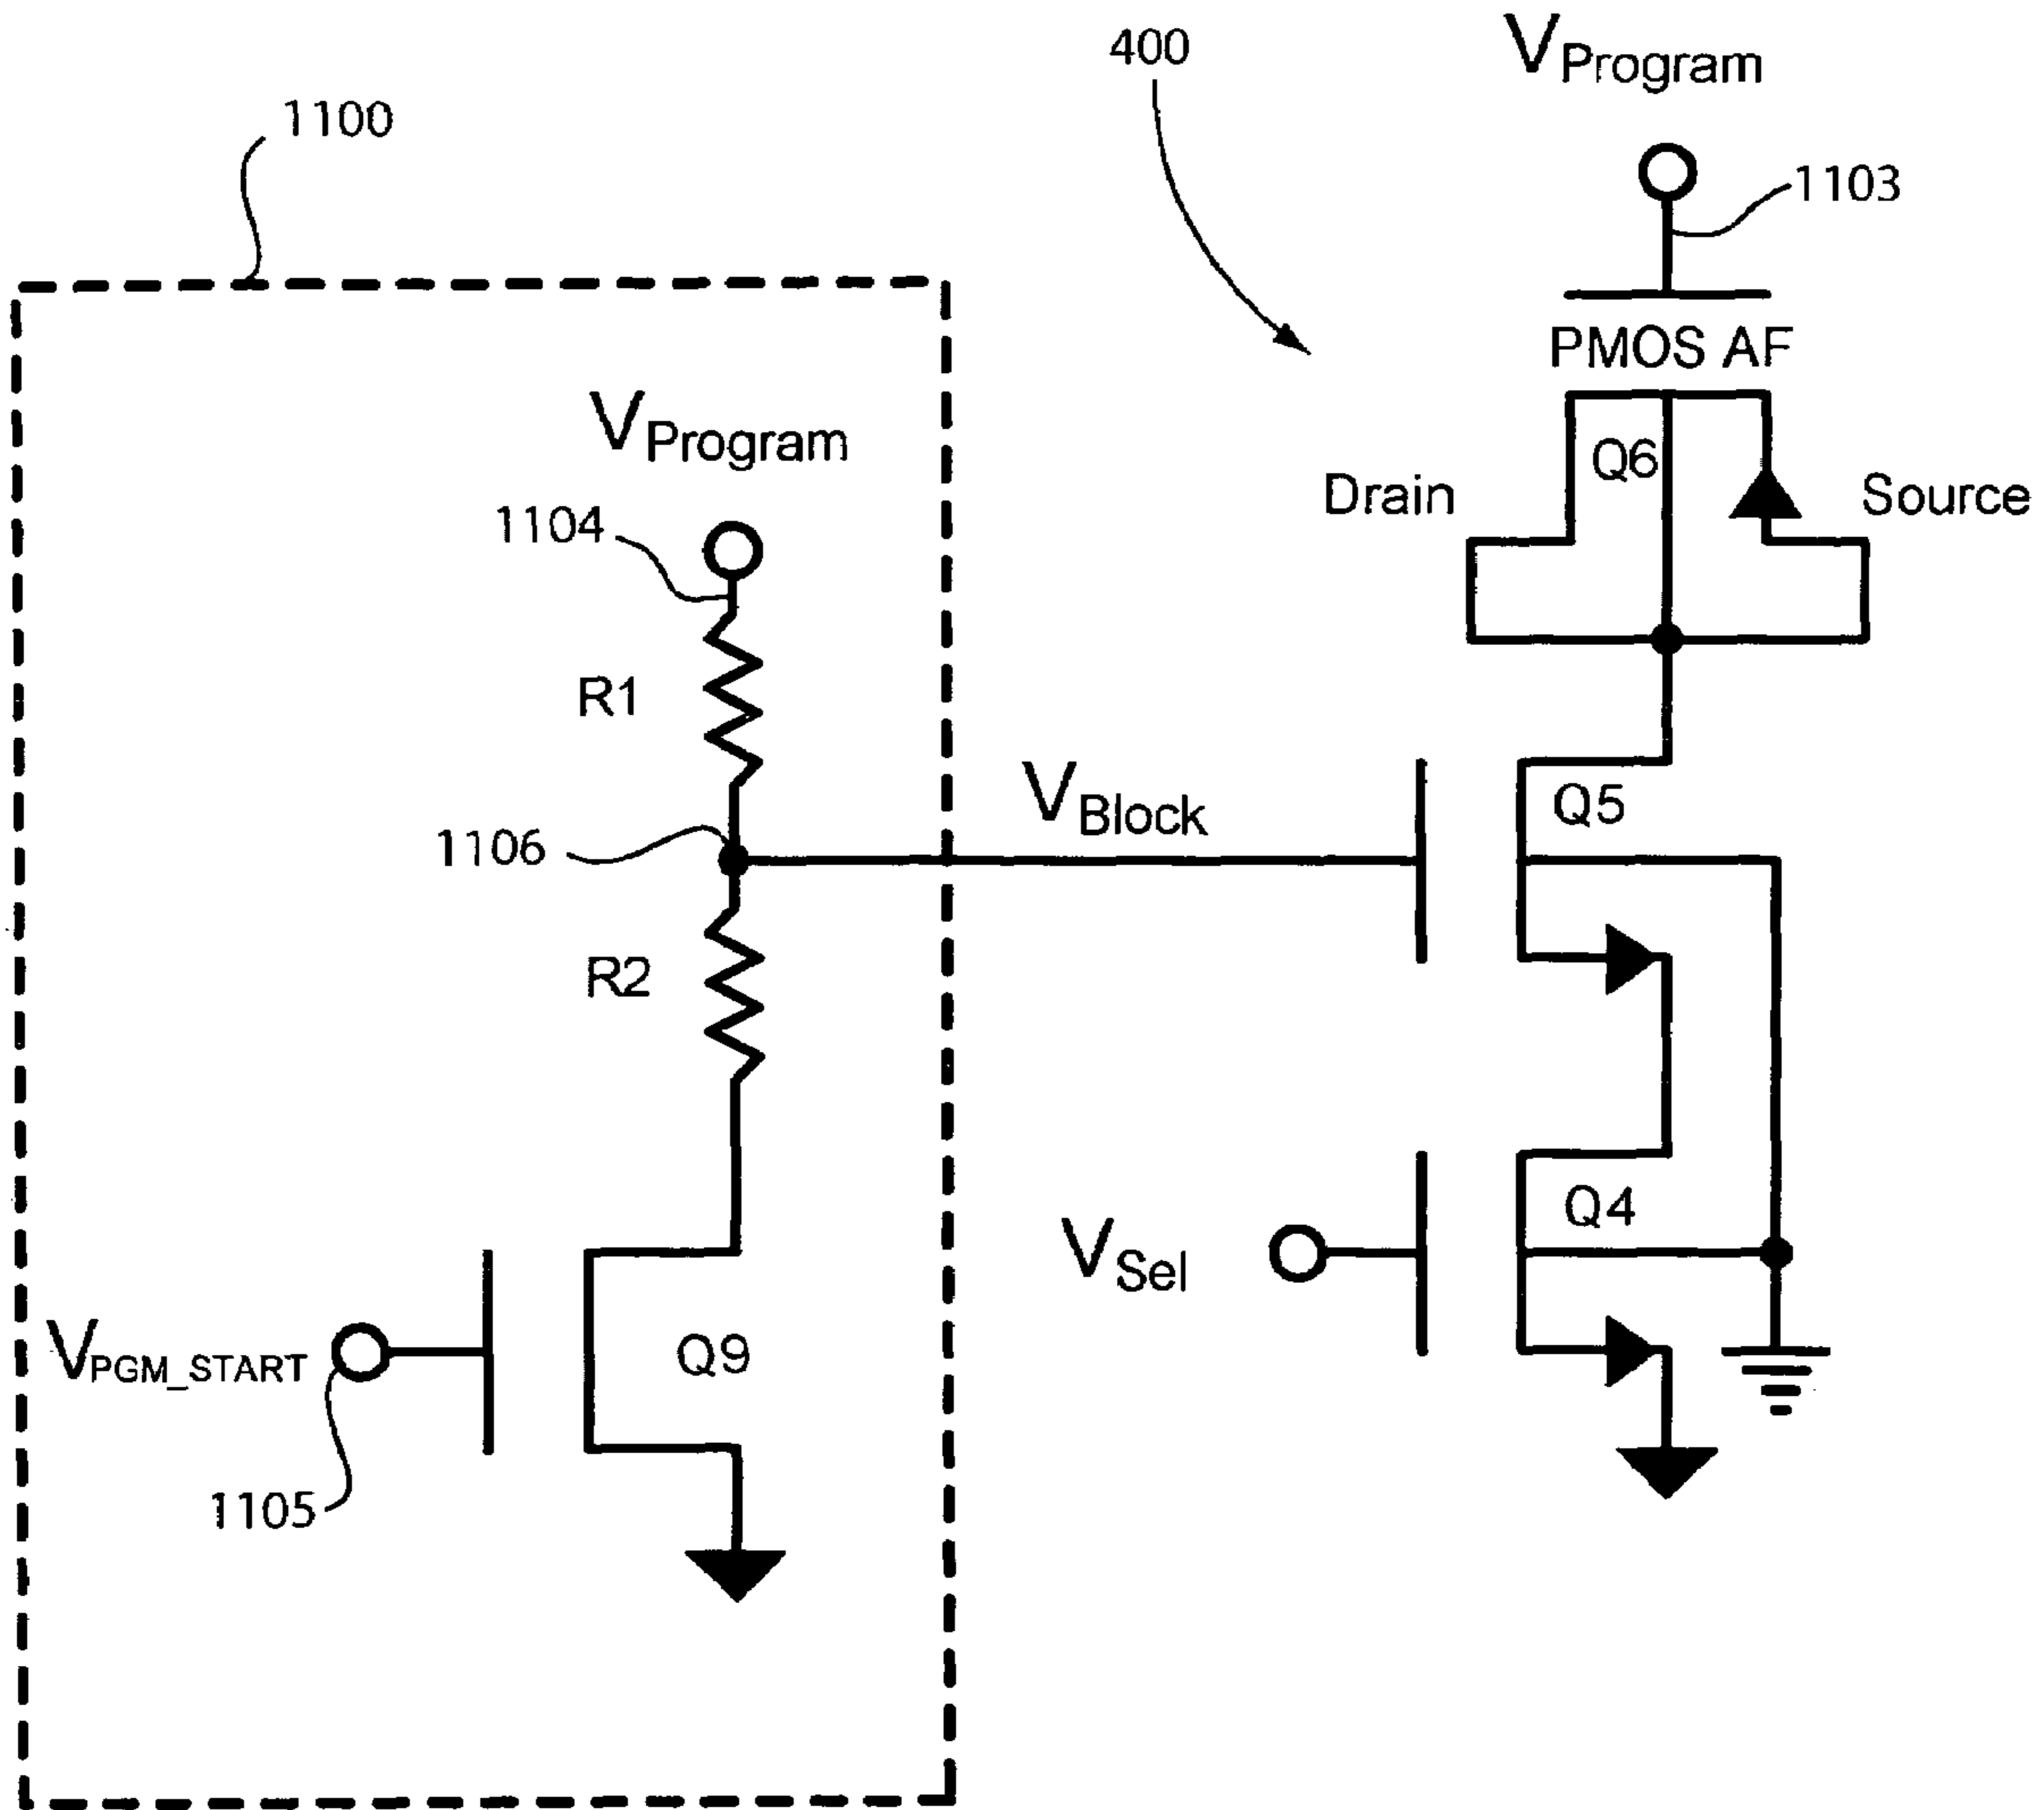 400
VProgram
1100
1103
PMOS AF
VProgram
Q6
Drain
Source
1104
R1
VBlock
Q5
1106
R2
Q4
VSel
VPGM_START
Q9
1105